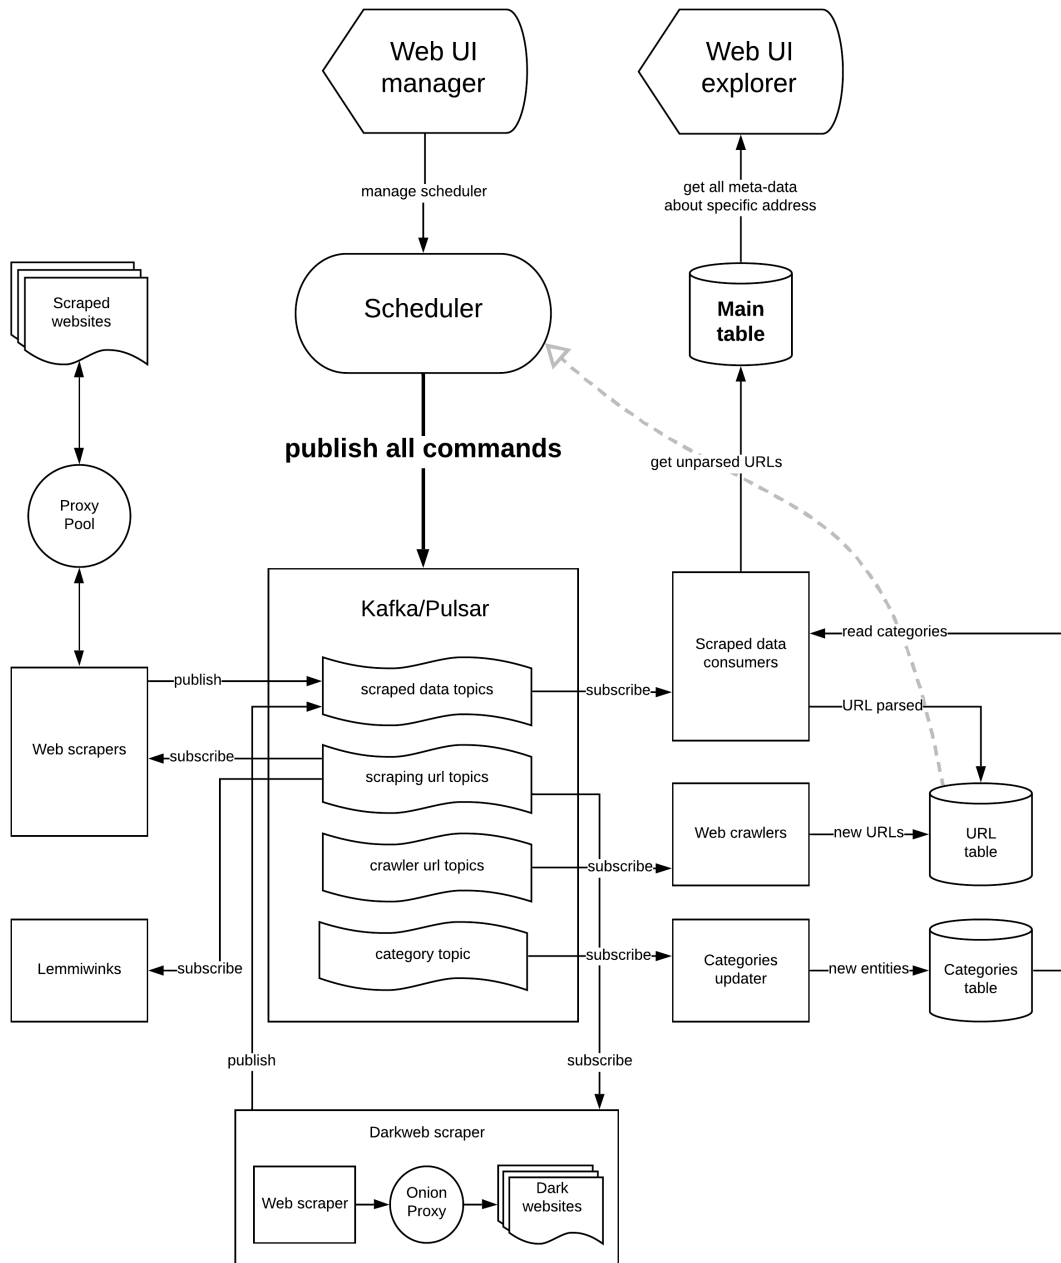 Web UI
manager
Web UI
explorer
manage scheduler
get all meta-data
about specific address
Scraped
websites
Scheduler
Main
table
publish all commands
get unparsed URLs
Proxy
Pool
Kafka/Pulsar
Scraped data
consumers
read categories
publish
scraped data topics
subscribe
URL parsed
Web scrapers
subscribe
scraping url topics
Web crawlers
new URLs
URL
table
crawler url topics
subscribe
Lemmiwinks
subscribe
category topic
subscribe
Categories
updater
new entities
Categories
table
publish
subscribe
Darkweb scraper
Web scraper
Onion
Proxy
Dark
websites